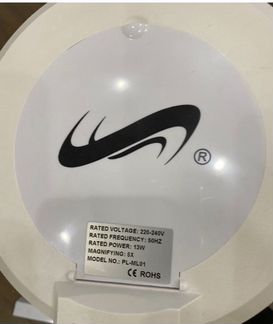 ®
RATED VOLTAGE: 220-240V
RATED FREQUENCY: 50HZ
RATED POWER: 13W
MAGNIFYING: 5X
MODEL NO.: PL-ML01
CE ROHS